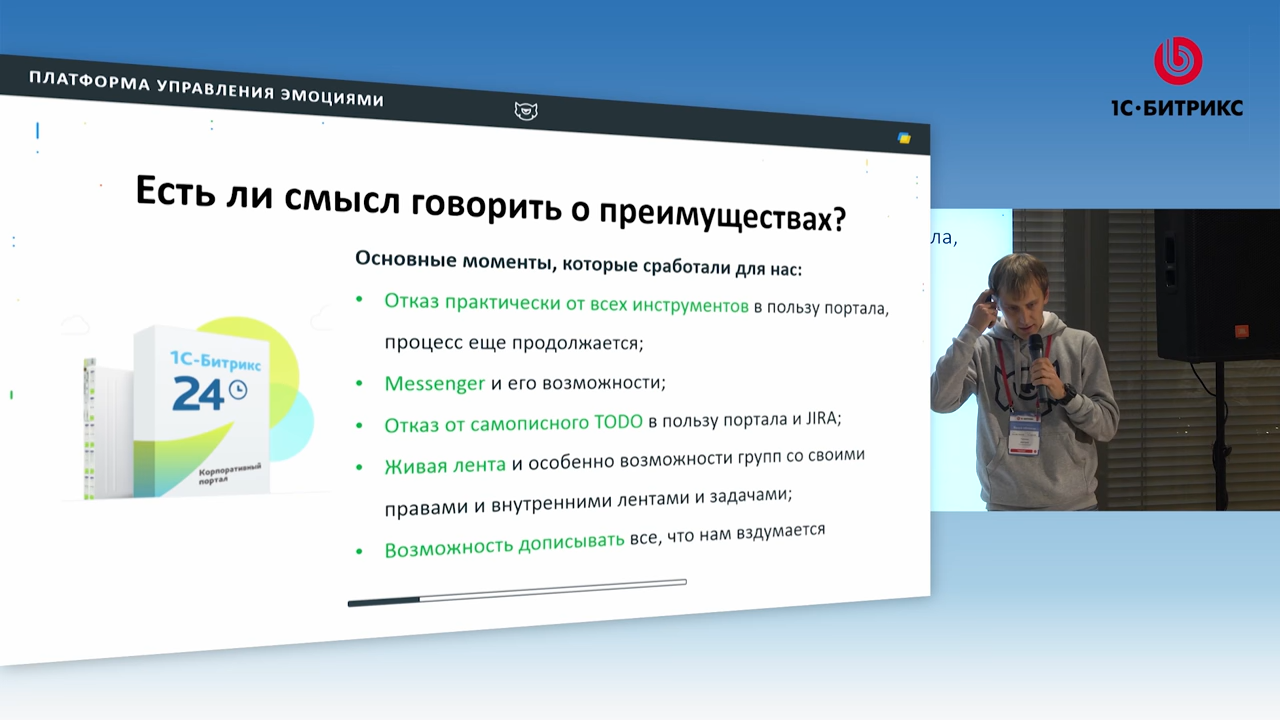 ПЛАТФОРМА УПРАВЛЕНИЯ ЭМОЦИЯМИ
1С·БИТРИКС
Есть ли смысл говорить о преимуществах?
Основные моменты, которые сработали для нас:
• Отказ практически от всех инструментов в пользу портала,
процесс еще продолжается;
• Messenger и его возможности;
• Отказ от самописного TODO в пользу портала и JIRA;
• Живая лента и особенно возможности групп со своими
правами и внутренними лентами и задачами;
• Возможность дописывать все, что нам вздумается
1С-Битрикс
24
Корпоративный
портал
ла,